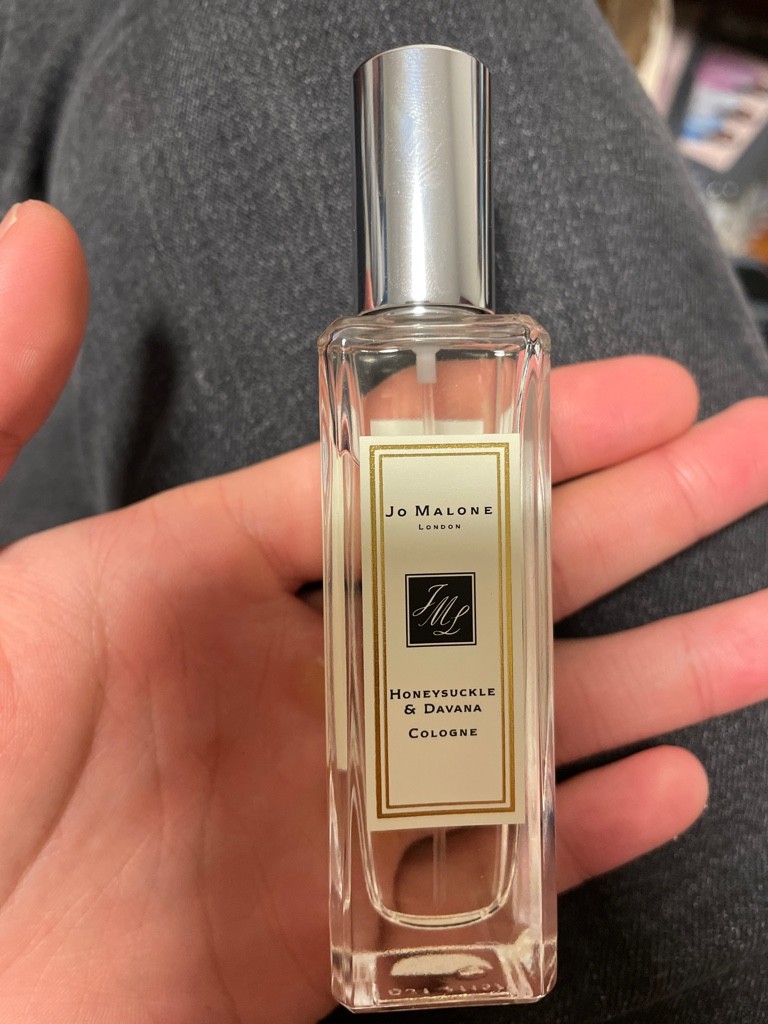 Jo Malone
London
JML
Honeysuckle
& Davana
Cologne